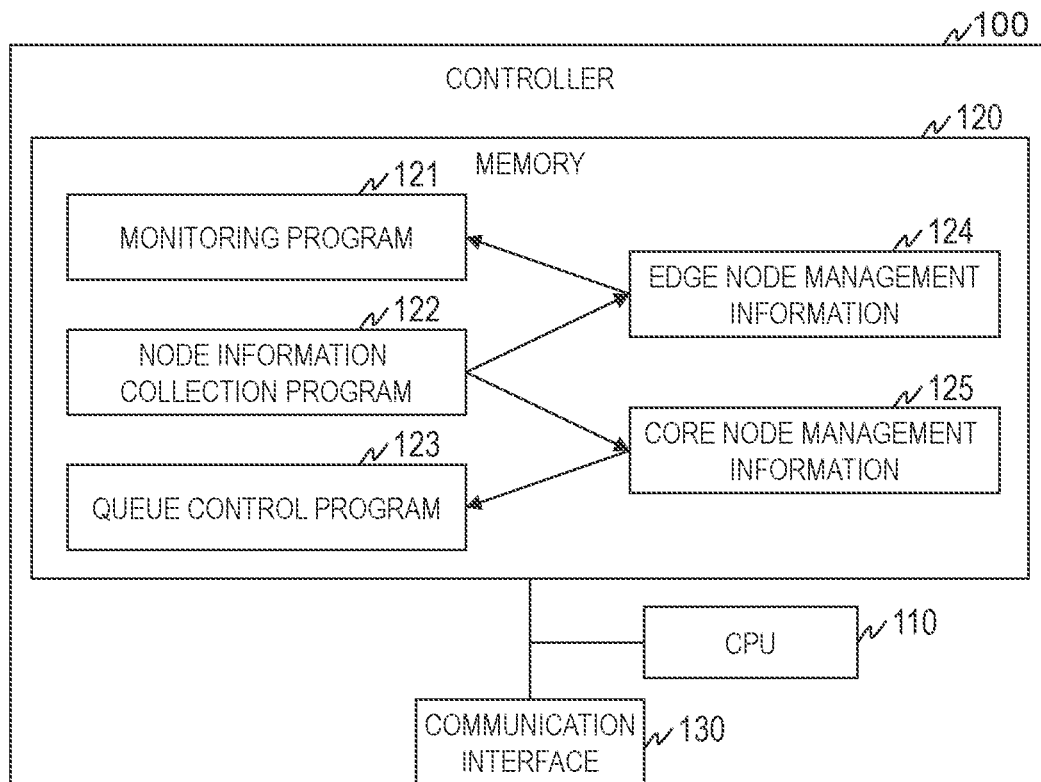 100
CONTROLLER
120
MEMORY
121
MONITORING PROGRAM
124
EDGE NODE MANAGEMENT
INFORMATION
122
NODE INFORMATION
COLLECTION PROGRAM
125
CORE NODE MANAGEMENT
INFORMATION
123
QUEUE CONTROL PROGRAM
CPU
110
COMMUNICATION
INTERFACE
130